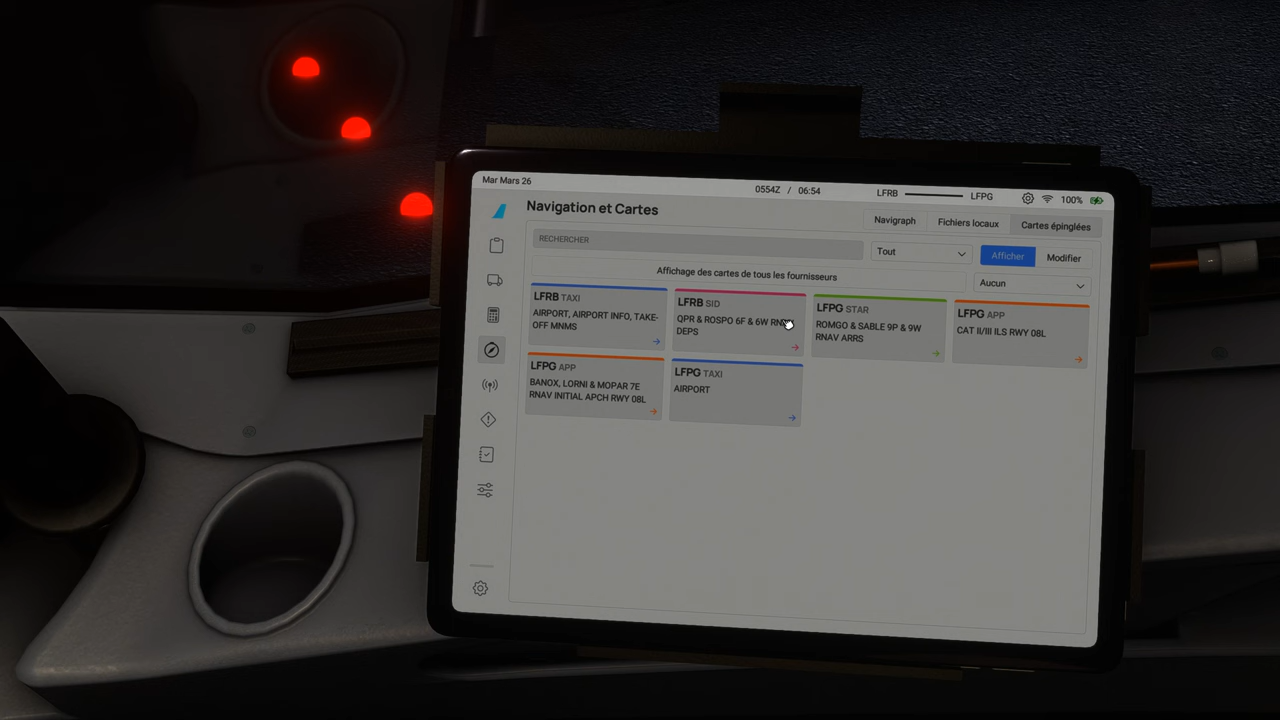 Mar Mars 26
0554Z / 06:54
LFRB
LFPG
100%
Navigation et Cartes
Navigraph
Fichiers locaux
Cartes épinglées
RECHERCHER
Tout
Afficher
Modifier
Affichage des cartes de tous les fournisseurs
Aucun
LFRB TAXI
AIRPORT, AIRPORT INFO, TAKE-
OFF MNMS
LFRB SID
QPR & ROSPO 6F & 6W
DEPS
LFPG STAR
ROMGO & SABLE 9P & 9W
RNAV ARRS
LFPG APP
CAT II/III ILS RWY 08L
LFPG APP
BANOX, LORNI & MOPAR 7E
RNAV INITIAL APCH RWY 08L
LFPG TAXI
AIRPORT